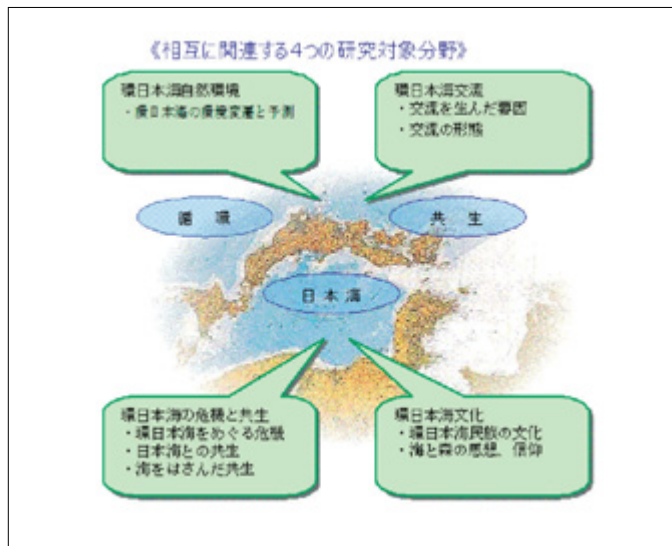 《相互に関連する4つの研究対象分野》
環日本海自然環境
・環日本海の環境変遷と予測
環日本海交流
・交流を生んだ要因
・交流の形態
循環
共生
日本海
環日本海の危機と共生
・環日本海をめぐる危機
・日本海との共生
・海をはさんだ共生
環日本海文化
・環日本海民族の文化
・海と森の思想、信仰